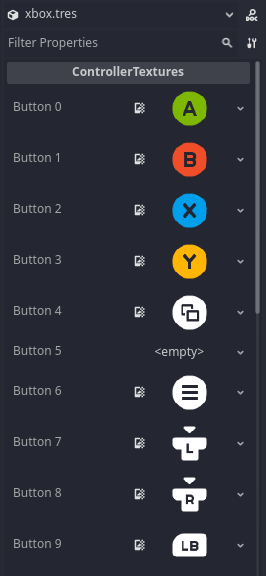 xbox.tres
DOC
Filter Properties
ControllerTextures
Button 0 A
Button 1 B
Button 2 X
Button 3 Y
Button 4
Button 5 <empty>
Button 6
Button 7 L
Button 8 R
Button 9 LB